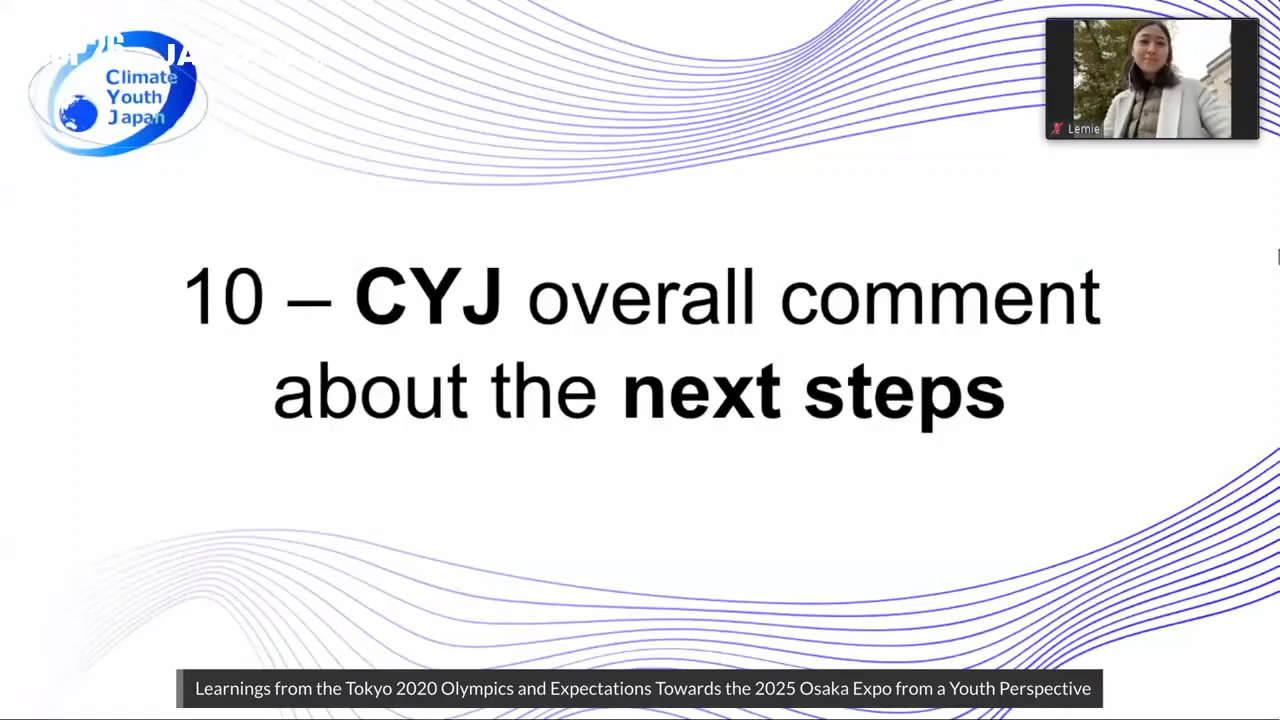 Climate
Youth
Japan
Lemie
10 – CYJ overall comment
about the next steps
Learnings from the Tokyo 2020 Olympics and Expectations Towards the 2025 Osaka Expo from a Youth Perspective